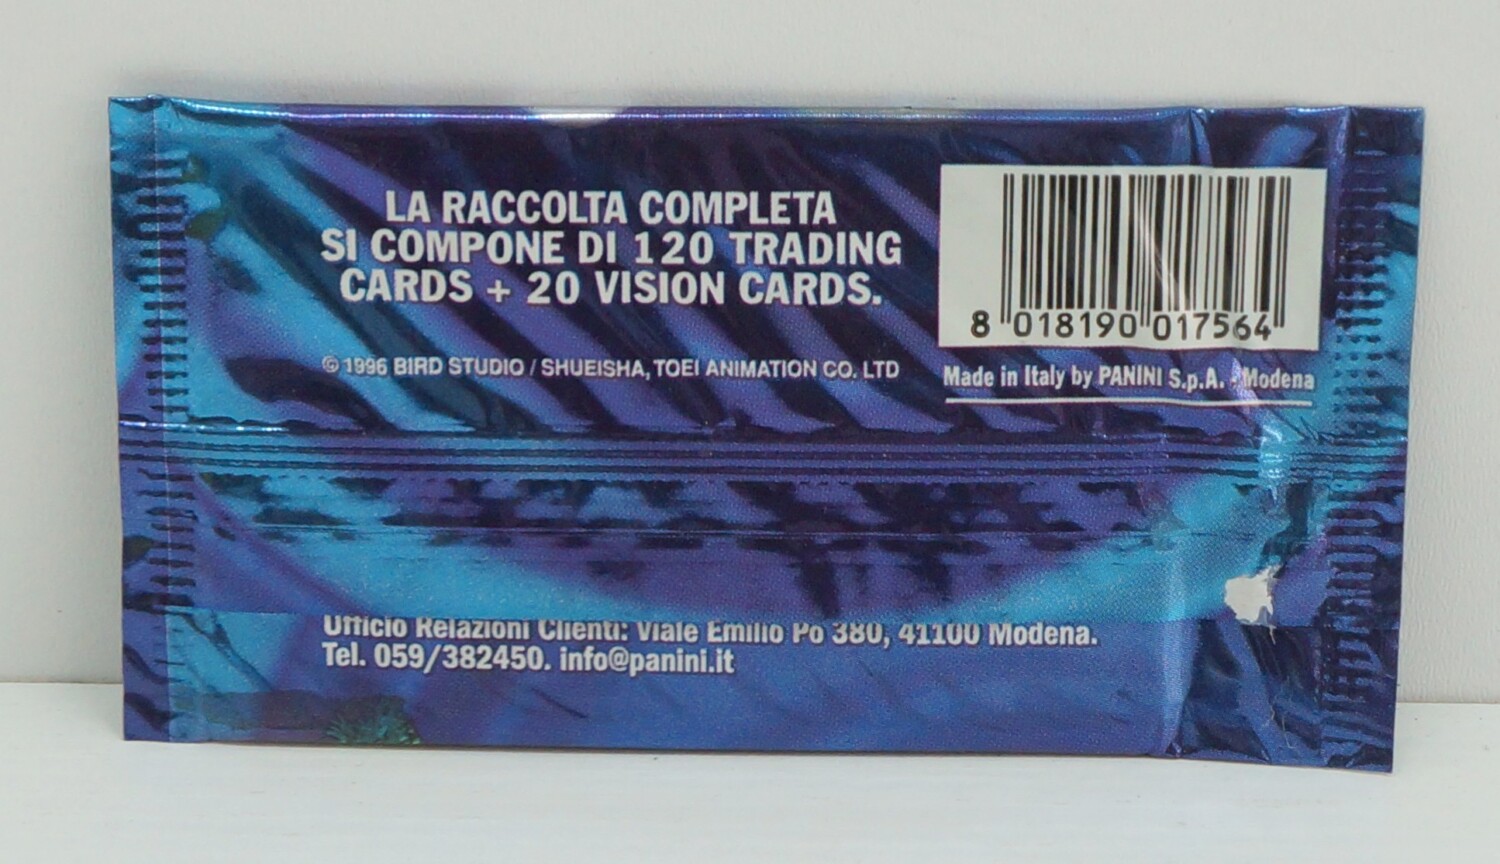 LA RACCOLTA COMPLETA
SI COMPONE DI 120 TRADING
CARDS + 20 VISION CARDS.
© 1996 BIRD STUDIO / SHUEISHA, TOEI ANIMATION CO. LTD
8 018190 017564
Made in Italy by PANINI S.p.A. - Modena
Ufficio Relazioni Clienti: Viale Emilio Po 380, 41100 Modena.
Tel. 059/382450. info@panini.it